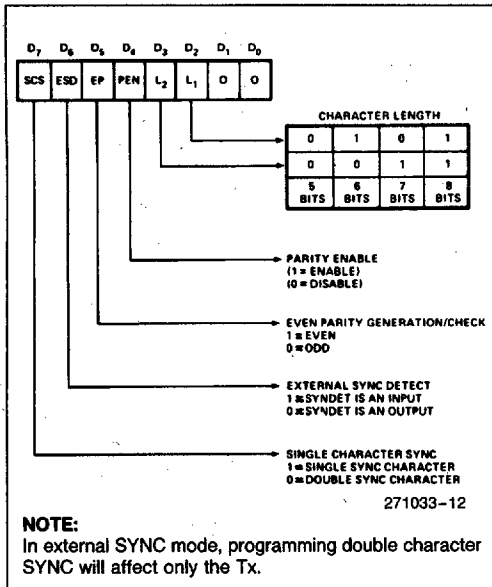 D7 D6 D5 D4 D3 D2 D1 D0
SCS ESD EP PEN L2 L1 0 0
CHARACTER LENGTH
0 1 0 1
0 0 1 1
5 BITS 6 BITS 7 BITS 8 BITS
PARITY ENABLE
(1 = ENABLE)
(0 = DISABLE)
EVEN PARITY GENERATION/CHECK
1 = EVEN
0 = ODD
EXTERNAL SYNC DETECT
1 = SYNDET IS AN INPUT
0 = SYNDET IS AN OUTPUT
SINGLE CHARACTER SYNC
1 = SINGLE SYNC CHARACTER
0 = DOUBLE SYNC CHARACTER
271033-12
NOTE:
In external SYNC mode, programming double character
SYNC will affect only the Tx.